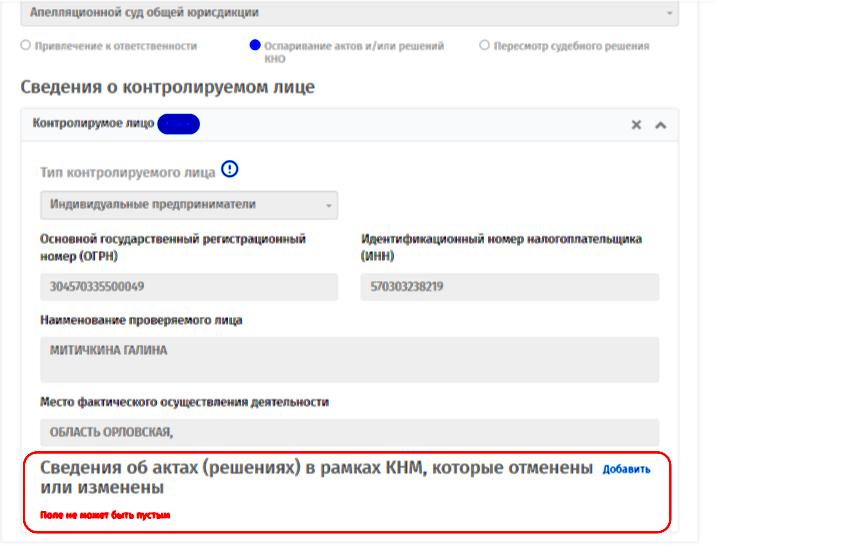 Апелляционной суд общей юрисдикции
Привлечение к ответственности
Оспаривание актов и/или решений
КНО
Пересмотр судебного решения
Сведения о контролируемом лице
Контролирумое лицо
Тип контролируемого лица
Индивидуальные предприниматели
Основной государственный регистрационный
номер (ОГРН)
Идентификационный номер налогоплательщика
(ИНН)
304570335500049
570303238219
Наименование проверяемого лица
МИТИЧКИНА ГАЛИНА
Место фактического осуществления деятельности
ОБЛАСТЬ ОРЛОВСКАЯ,
Сведения об актах (решениях) в рамках КНМ, которые отменены
или изменены
Добавить
Поле не может быть пустым